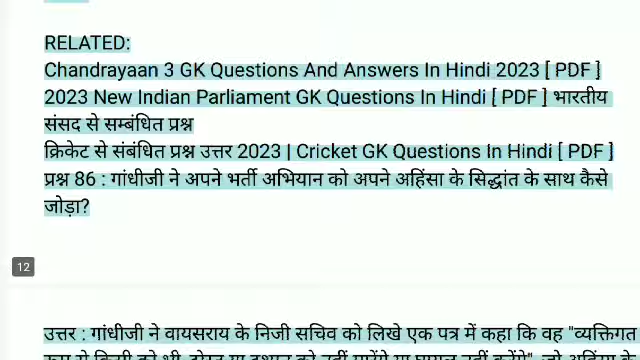 RELATED:
Chandrayaan 3 GK Questions And Answers In Hindi 2023 [ PDF ]
2023 New Indian Parliament GK Questions In Hindi [ PDF ] भारतीय
संसद से सम्बंधित प्रश्न
क्रिकेट से संबंधित प्रश्न उत्तर 2023 | Cricket GK Questions In Hindi [ PDF ]
प्रश्न 86 : गांधीजी ने अपने भर्ती अभियान को अपने अहिंसा के सिद्धांत के साथ कैसे
जोड़ा?
12
उत्तर : गांधीजी ने वायसराय के निजी सचिव को लिखे एक पत्र में कहा कि वह "व्यक्तिगत